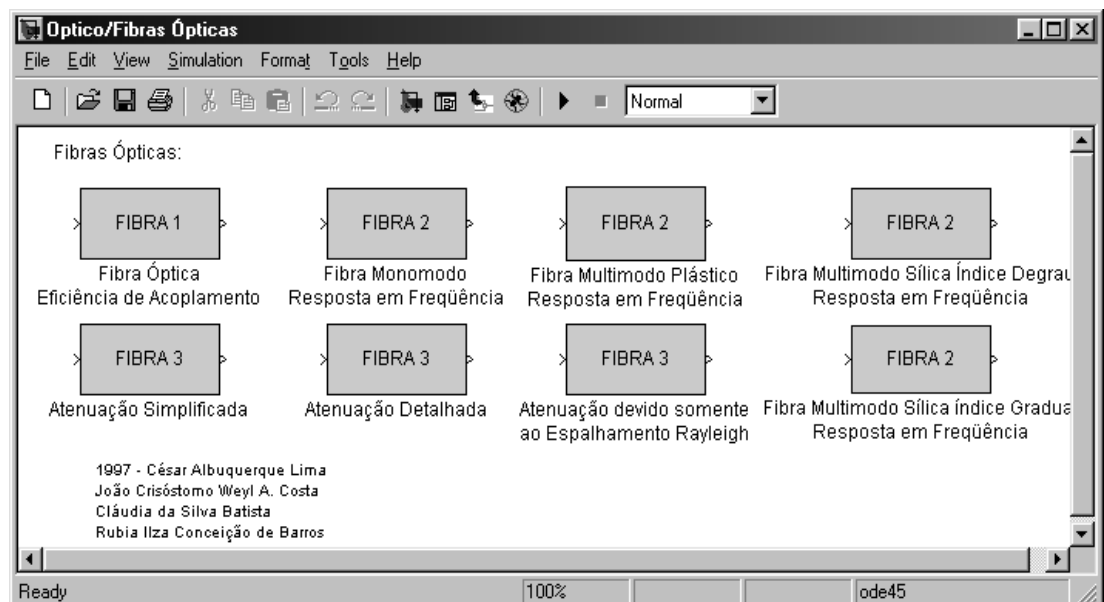 Optico/Fibras Ópticas
File Edit View Simulation Format Tools Help
Normal
Fibras Ópticas:
FIBRA 1 FIBRA 2 FIBRA 2 FIBRA 2
Fibra Óptica
Eficiência de Acoplamento
Fibra Monomodo
Resposta em Freqüência
Fibra Multimodo Plástico
Resposta em Freqüência
Fibra Multimodo Sílica Índice Degrau
Resposta em Freqüência
FIBRA 3 FIBRA 3 FIBRA 3 FIBRA 2
Atenuação Simplificada
Atenuação Detalhada
Atenuação devido somente
ao Espalhamento Rayleigh
Fibra Multimodo Sílica índice Gradua
Resposta em Freqüência
1997 - César Albuquerque Lima
João Crisóstomo Weyl A. Costa
Cláudia da Silva Batista
Rubia Ilza Conceição de Barros
Ready 100% ode45